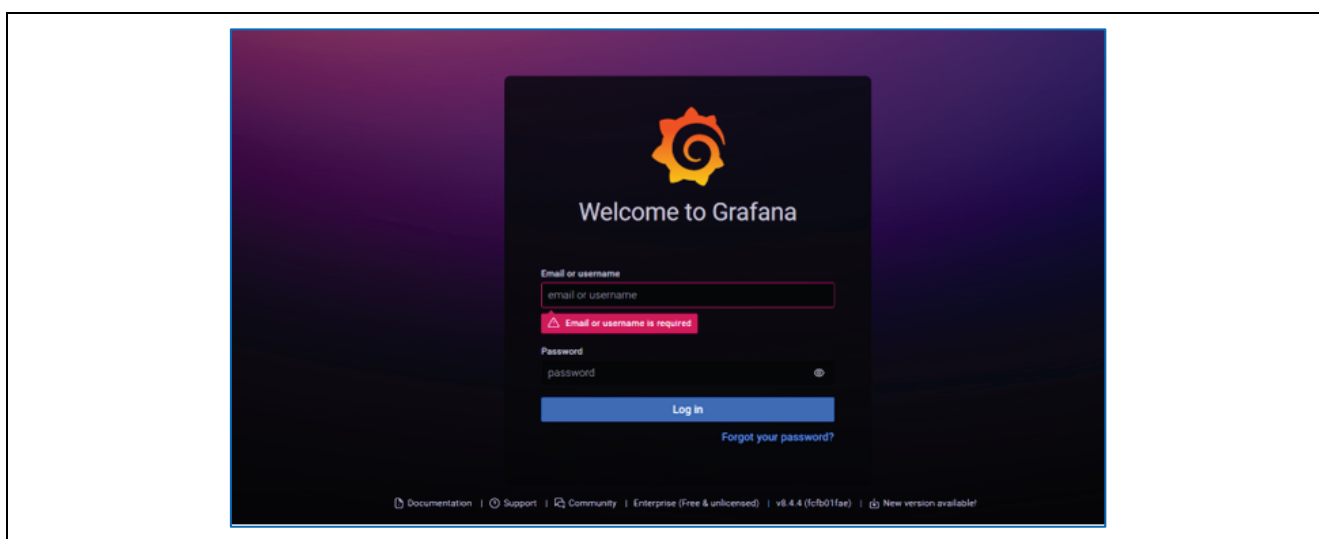 Welcome to Grafana
Email or username
email or username
Email or username is required
Password
password
Log in
Forgot your password?
Documentation | Support | Community | Enterprise (Free & unlicensed) | v8.4.4 (fcfb01fae) | New version available!